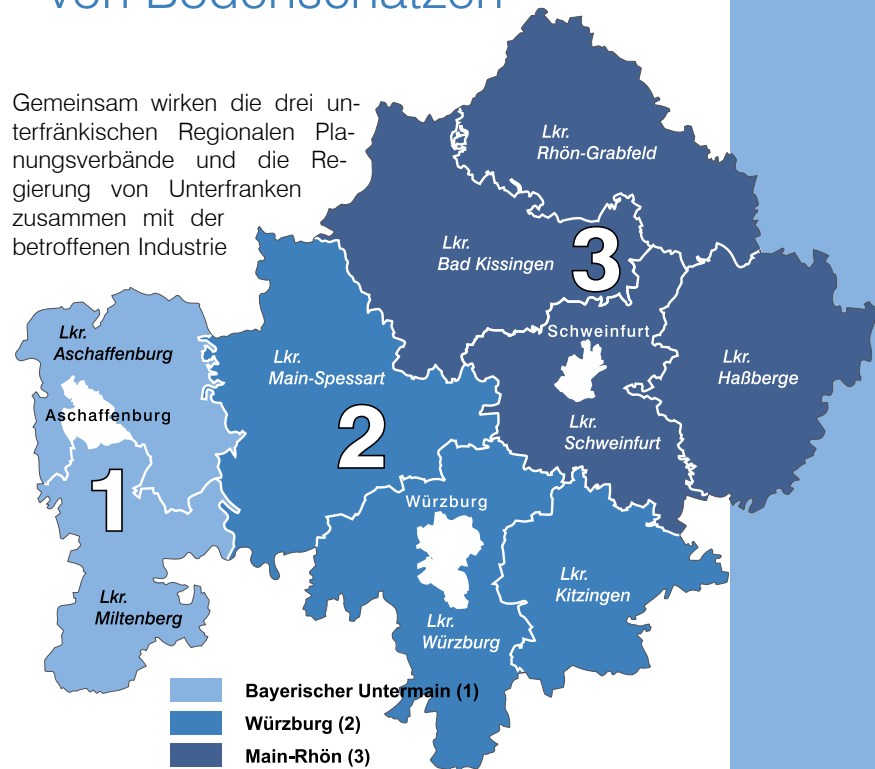 von Bodenschätzen
Gemeinsam wirken die drei un-
terfränkischen Regionalen Pla-
nungsverbände und die Re-
gierung von Unterfranken
zusammen mit der
betroffenen Industrie
Lkr.
Rhön-Grabfeld
Lkr.
Bad Kissingen
3
Schweinfurt
Lkr.
Haßberge
Lkr.
Schweinfurt
Lkr.
Aschaffenburg
Aschaffenburg
1
Lkr.
Miltenberg
Lkr.
Main-Spessart
2
Würzburg
Lkr.
Würzburg
Lkr.
Kitzingen
Bayerischer Untermain (1)
Würzburg (2)
Main-Rhön (3)